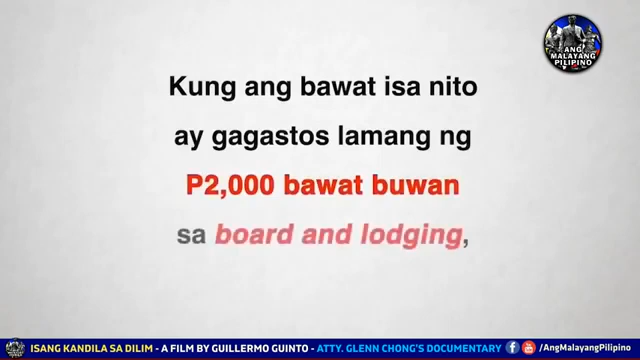 ANG
MALAYANG
PILIPINO
Kung ang bawat isa nito
ay gagastos lamang ng
P2,000 bawat buwan
sa board and lodging,
ISANG KANDILA SA DILIM - A FILM BY GUILLERMO GUINTO - ATTY. GLENN CHONG'S DOCUMENTARY /AngMalayangPilipino